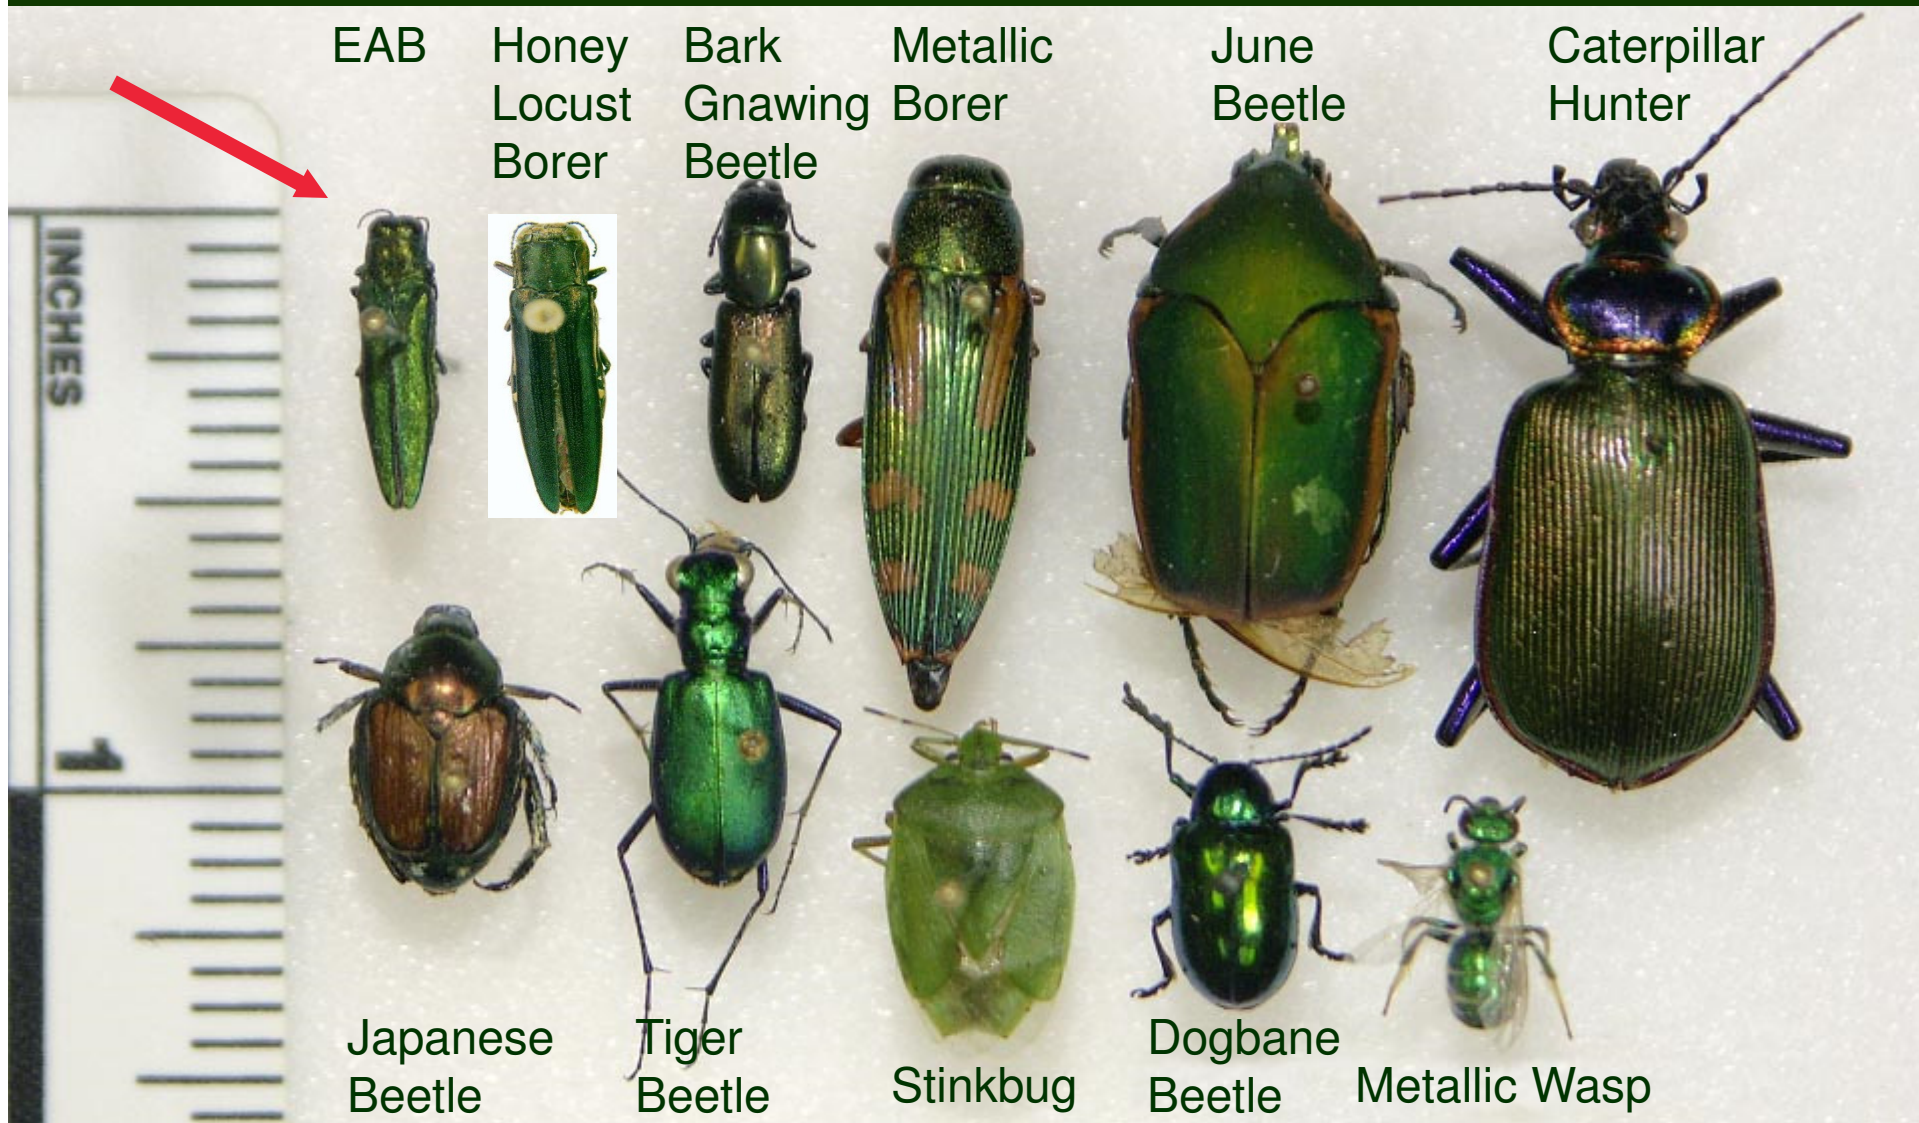 EAB
Honey
Locust
Borer
Bark
Gnawing
Beetle
Metallic
Borer
June
Beetle
Caterpillar
Hunter
INCHES
1
Japanese
Beetle
Tiger
Beetle
Stinkbug
Dogbane
Beetle
Metallic Wasp